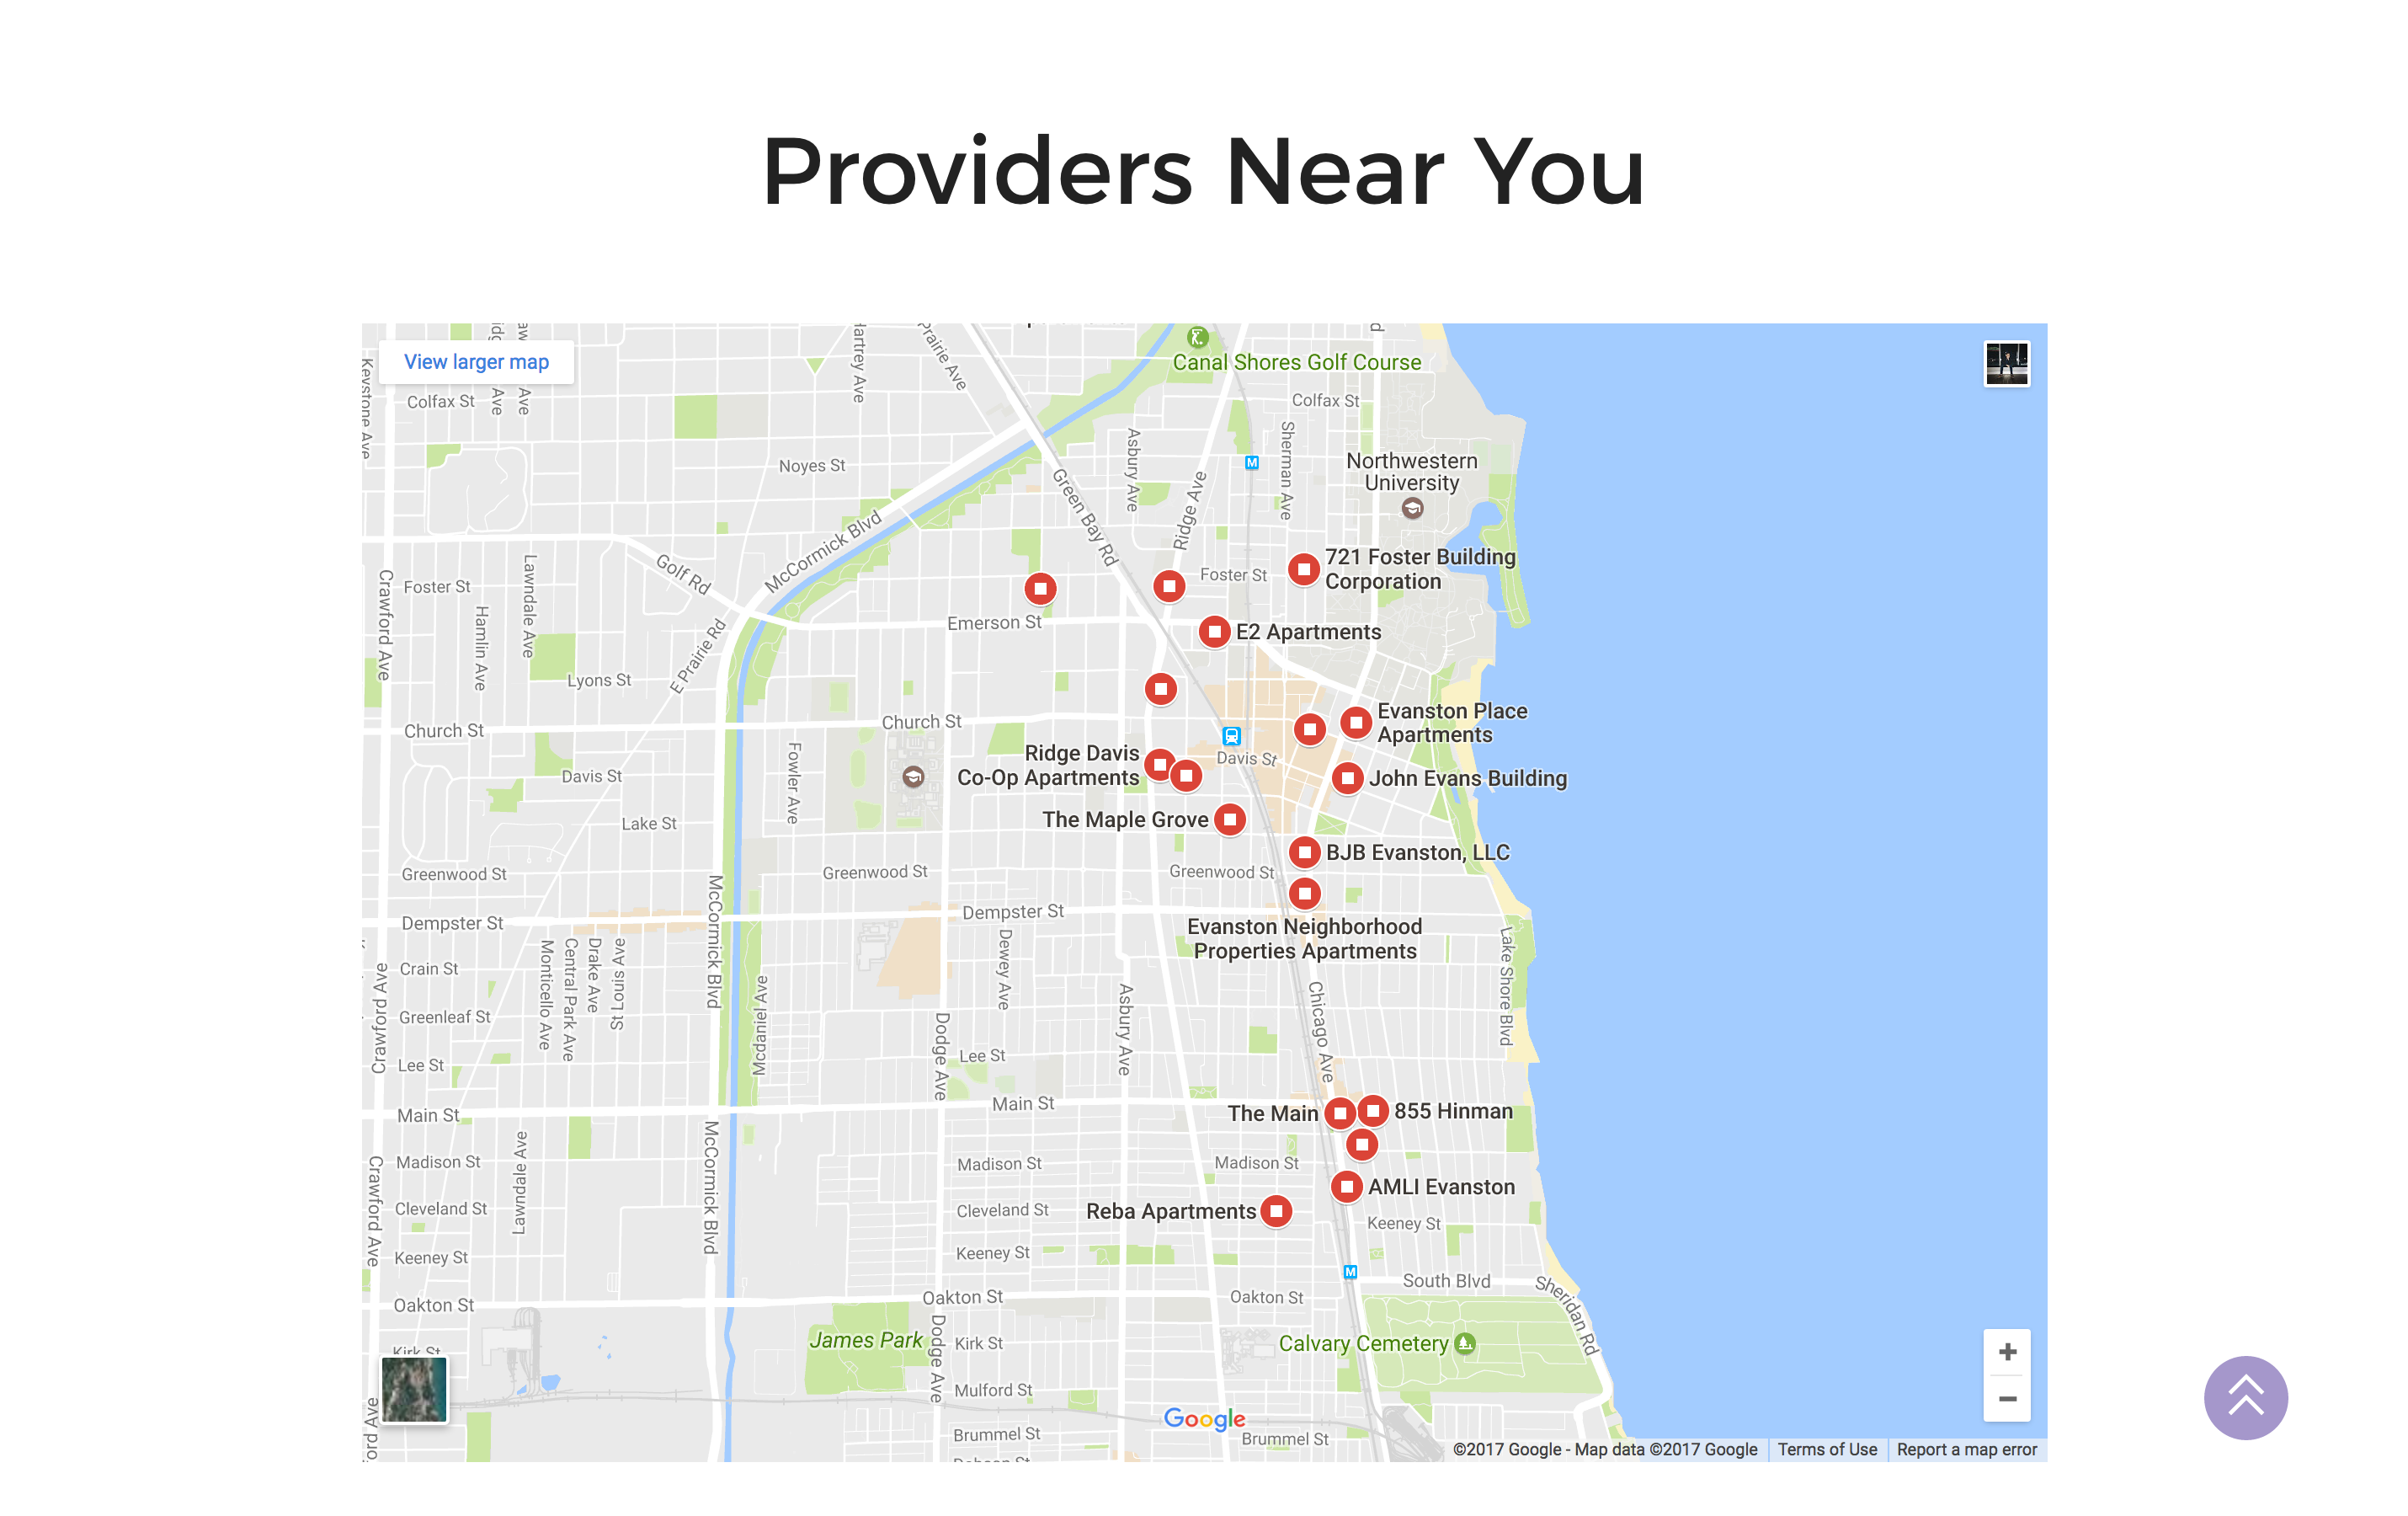 Providers Near You
View larger map
Canal Shores Golf Course
Keystone Ave
Ave
Ave
Hartrey Ave
Prairie Ave
Colfax St
Colfax St
Noyes St
Asbury Ave
Ridge Ave
Sherman Ave
Northwestern
University
Green Bay Rd
McCormick Blvd
Golf Rd
Foster St
Crawford Ave
Lawndale Ave
Hamlin Ave
Foster St
721 Foster Building
Corporation
Emerson St
E2 Apartments
E Prairie Rd
Lyons St
Church St
Church St
Evanston Place
Apartments
Ridge Davis
Co-Op Apartments
Davis St
Davis St
John Evans Building
Fowler Ave
Lake St
The Maple Grove
BJB Evanston, LLC
Greenwood St
Greenwood St
Greenwood St
Dempster St
Dempster St
Evanston Neighborhood
Properties Apartments
McCormick Blvd
Monticello Ave
Central Park Ave
Drake Ave
St Louis Ave
Dewey Ave
Lake Shore Blvd
Crain St
Crawford Ave
Mcdaniel Ave
Asbury Ave
Chicago Ave
Greenleaf St
Dodge Ave
Lee St
Lee St
Main St
Main St
The Main
855 Hinman
McCormick Blvd
Lawndale Ave
Crawford Ave
Madison St
Madison St
Madison St
AMLI Evanston
Cleveland St
Cleveland St
Reba Apartments
Keeney St
Keeney St
Keeney St
South Blvd
Sheridan Rd
Oakton St
Oakton St
Oakton St
James Park
Dodge Ave
Kirk St
Kirk St
Calvary Cemetery
Mulford St
Google
Brummel St
Brummel St
©2017 Google - Map data ©2017 Google
Terms of Use
Report a map error